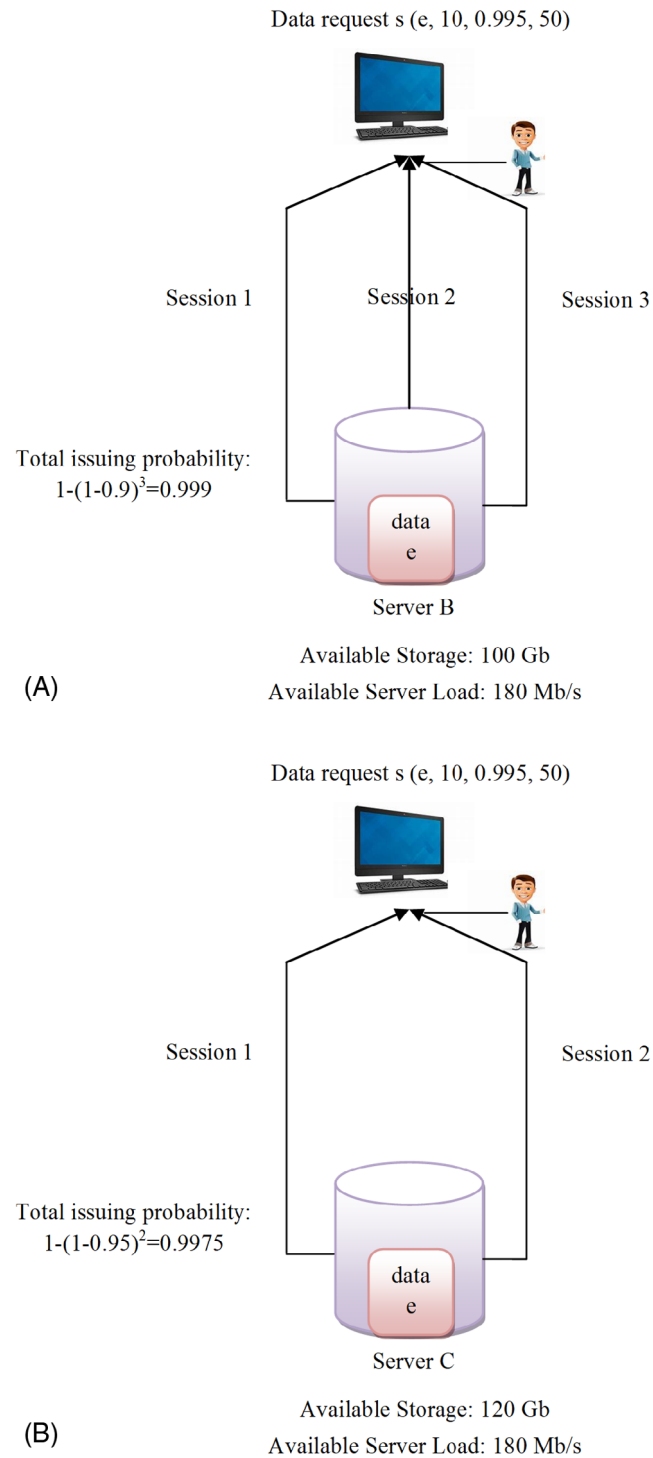 Data request s (e, 10, 0.995, 50)
Session 1
Session 2
Session 3
Total issuing probability:
1-(1-0.9)³=0.999
data
e
Server B
Available Storage: 100 Gb
(A)
Available Server Load: 180 Mb/s
Data request s (e, 10, 0.995, 50)
Session 1
Session 2
Total issuing probability:
1-(1-0.95)²=0.9975
data
e
Server C
Available Storage: 120 Gb
(B)
Available Server Load: 180 Mb/s